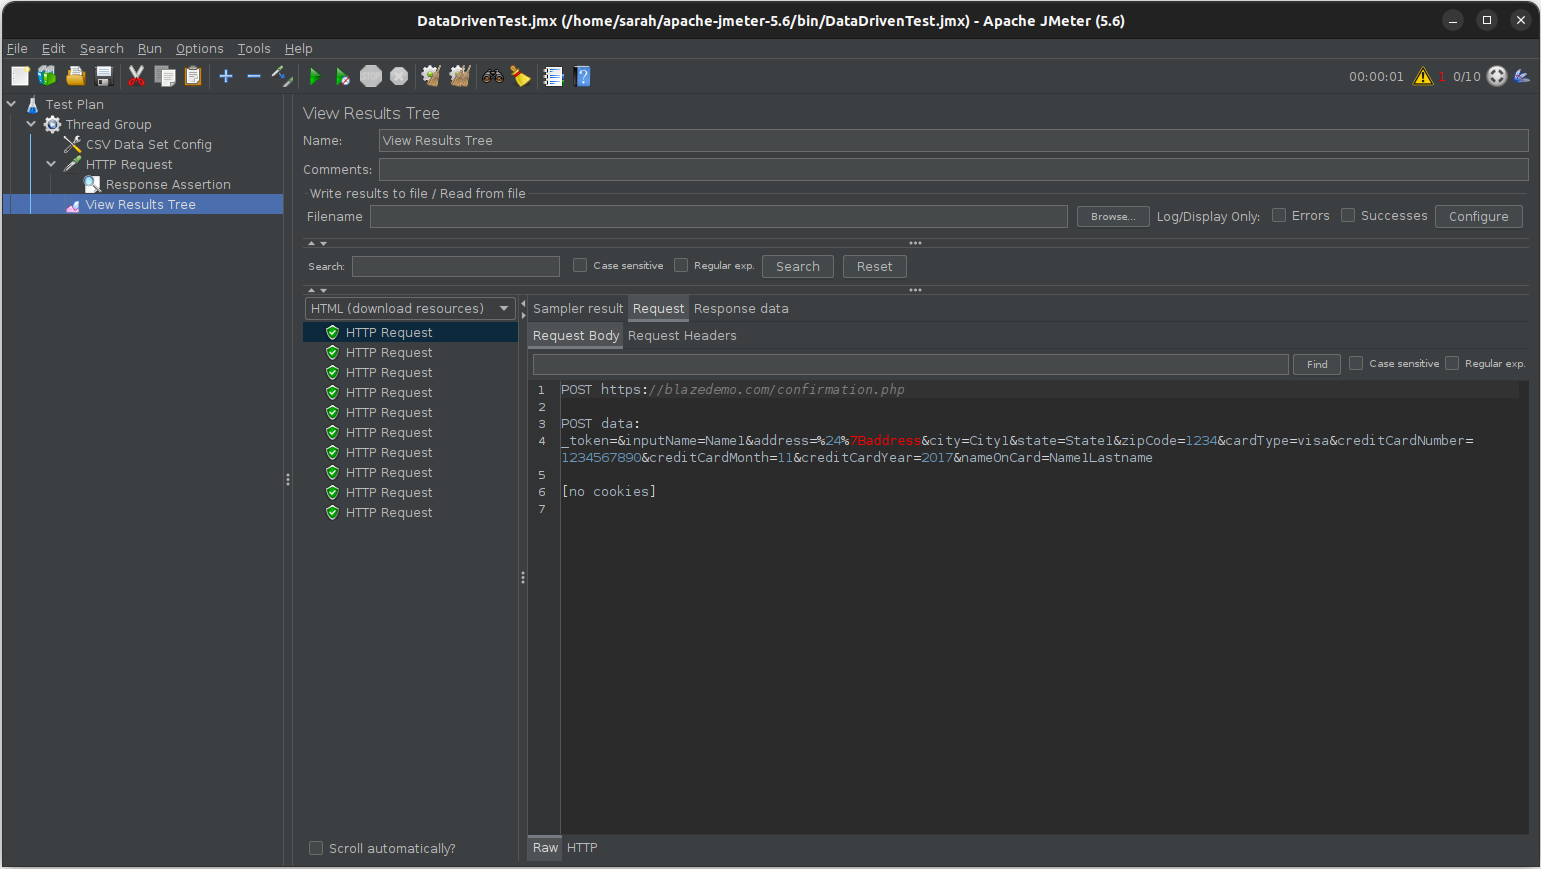 DataDrivenTest.jmx (/home/sarah/apache-jmeter-5.6/bin/DataDrivenTest.jmx) - Apache JMeter (5.6)
File Edit Search Run Options Tools Help
STOP 00:00:01 1 0/10
Test Plan
Thread Group
CSV Data Set Config
HTTP Request
Response Assertion
View Results Tree
View Results Tree
Name: View Results Tree
Comments:
Write results to file / Read from file
Filename Browse... Log/Display Only: Errors Successes Configure
Search: Case sensitive Regular exp. Search Reset
HTML (download resources)
HTTP Request
HTTP Request
HTTP Request
HTTP Request
HTTP Request
HTTP Request
HTTP Request
HTTP Request
HTTP Request
HTTP Request
Scroll automatically?
Sampler result Request Response data
Request Body Request Headers
Find Case sensitive Regular exp.
1 POST https://blazedemo.com/confirmation.php
2
3 POST data:
4 _token=&inputName=Name1&address=%24%7Baddress&city=City1&state=State1&zipCode=1234&cardType=visa&creditCardNumber=
1234567890&creditCardMonth=11&creditCardYear=2017&nameOnCard=Name1Lastname
5
6 [no cookies]
7
Raw HTTP